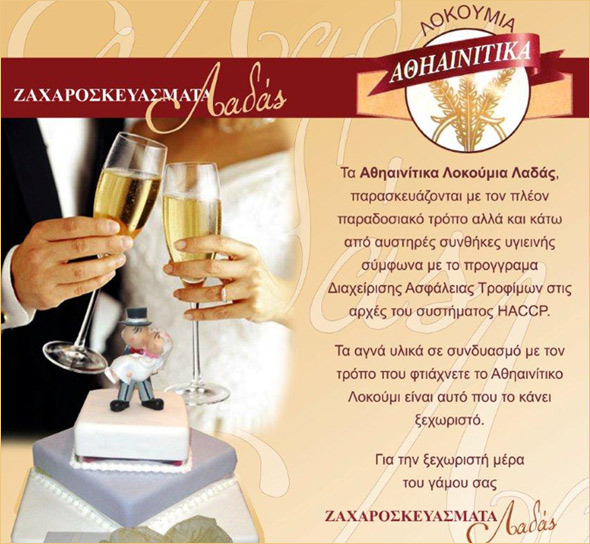 ΛΟΚΟΥΜΙΑ
ΑΘΗΑΙΝΙΤΙΚΑ
ΖΑΧΑΡΟΣΚΕΥΑΣΜΑΤΑ Λαδάς
Τα Αθηαινίτικα Λοκούμια Λαδάς,
παρασκευάζονται με τον πλέον
παραδοσιακό τρόπο αλλά και κάτω
από αυστηρές συνθήκες υγιεινής
σύμφωνα με το προγγραμα
Διαχείρισης Ασφάλειας Τροφίμων στις
αρχές του συστήματος HACCP.
Τα αγνά υλικά σε συνδυασμό με τον
τρόπο που φτιάχνετε το Αθηαινίτικο
Λοκούμι είναι αυτό που το κάνει
ξεχωριστό.
Για την ξεχωριστή μέρα
του γάμου σας
ΖΑΧΑΡΟΣΚΕΥΑΣΜΑΤΑ Λαδάς